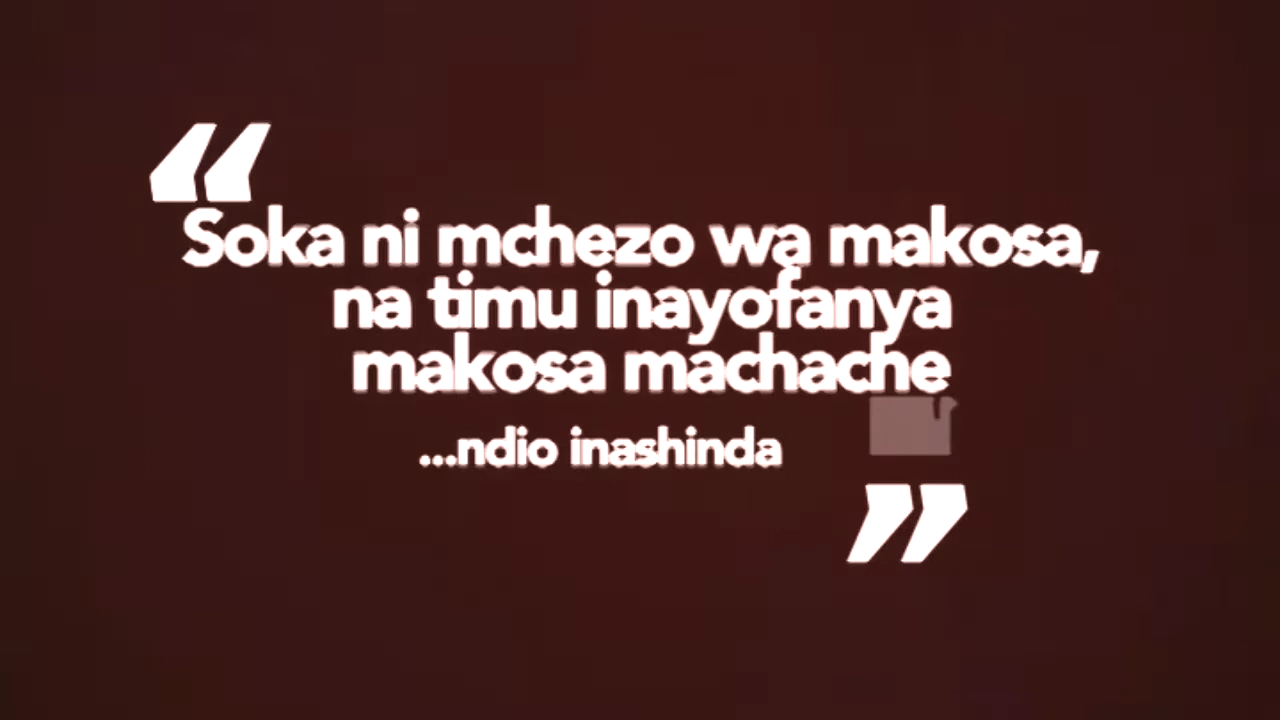 “
Soka ni mchezo wa makosa,
na timu inayofanya
makosa machache
...ndio inashinda
”